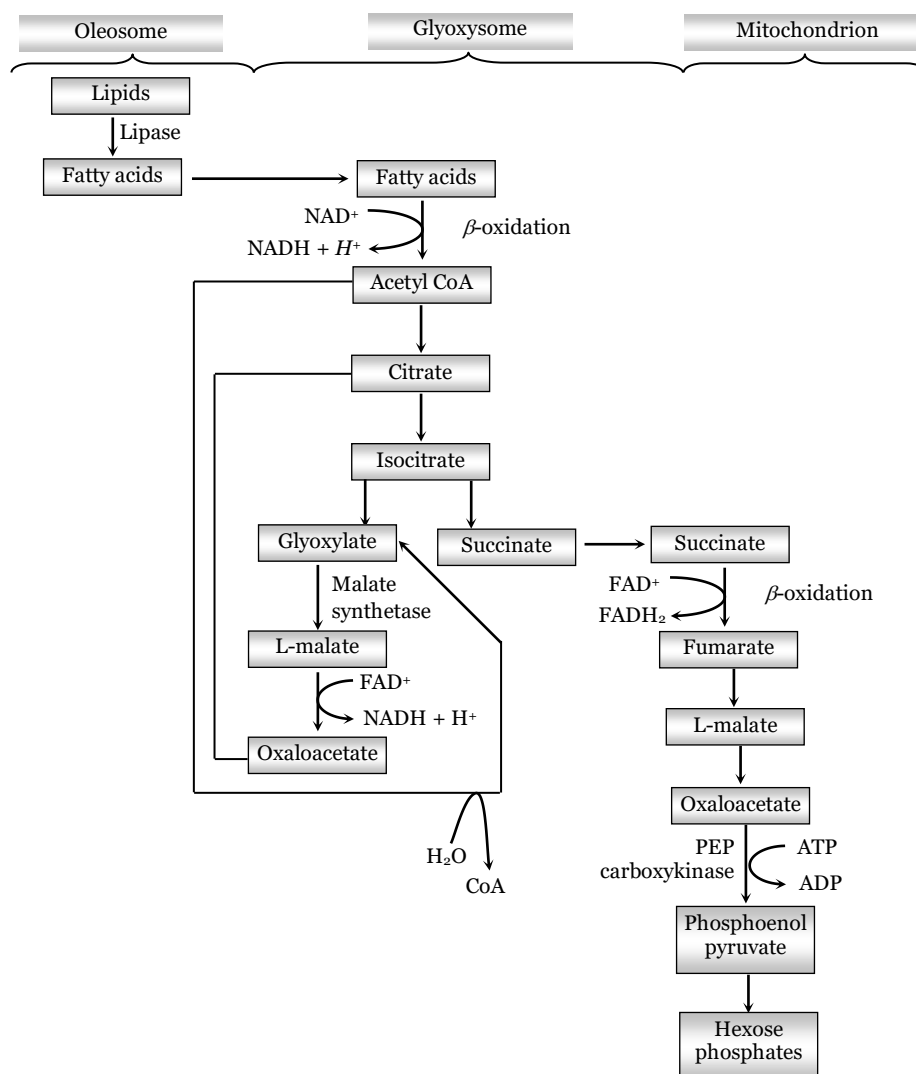 Oleosome
Glyoxysome
Mitochondrion
Lipids
Lipase
Fatty acids
Fatty acids
NAD⁺
β-oxidation
NADH + H⁺
Acetyl CoA
Citrate
Isocitrate
Glyoxylate
Succinate
Succinate
Malate
synthetase
FAD⁺
β-oxidation
FADH₂
L-malate
Fumarate
FAD⁺
NADH + H⁺
L-malate
Oxaloacetate
Oxaloacetate
H₂O
CoA
PEP
carboxykinase
ATP
ADP
Phosphoenol
pyruvate
Hexose
phosphates